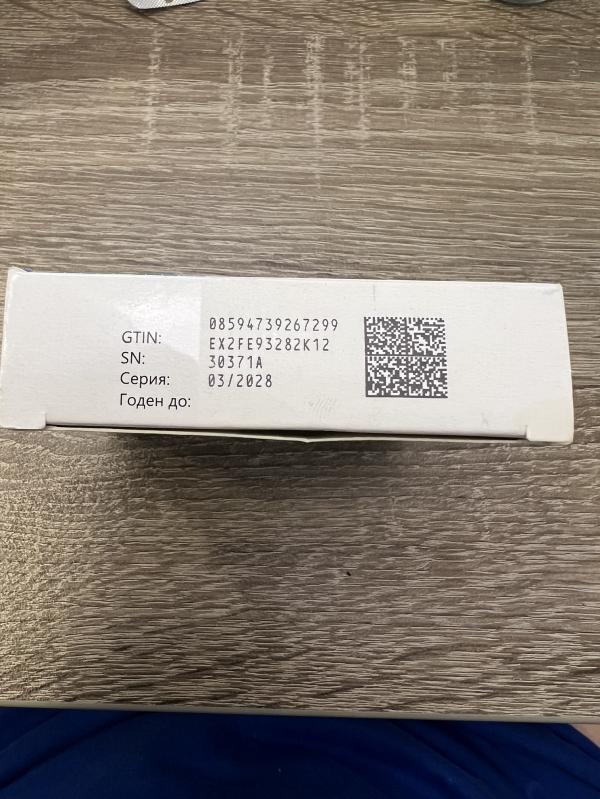 GTIN: 08594739267299
SN: EX2FE93282K12
Серия: 30371A
Годен до: 03/2028